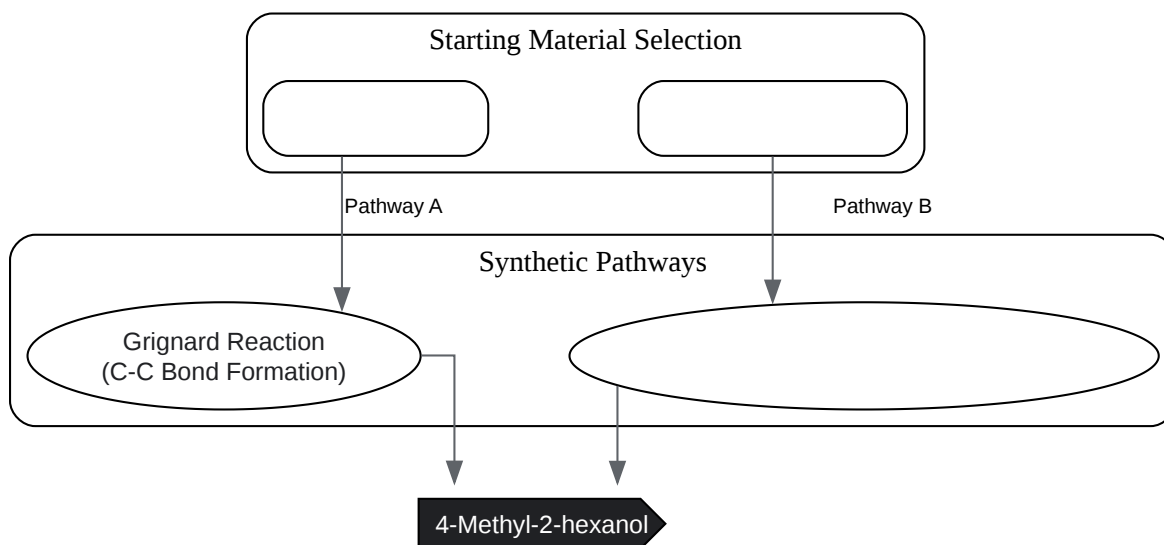 Starting Material Selection
Pathway A
Pathway B
Synthetic Pathways
Grignard Reaction
(C-C Bond Formation)
4-Methyl-2-hexanol